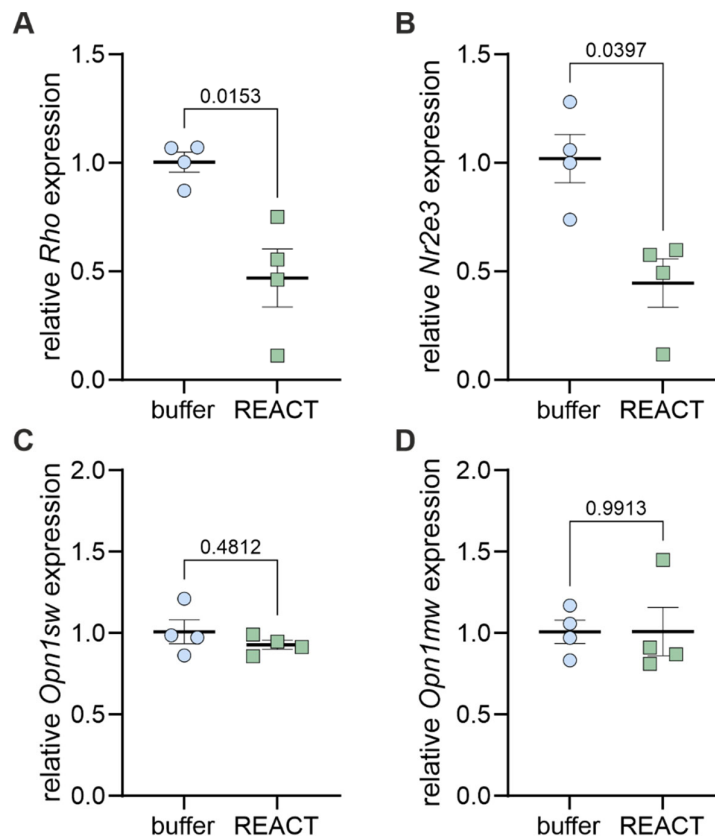 A
relative Rho expression
1.5
1.0
0.5
0.0
0.0153
buffer REACT
B
relative Nr2e3 expression
1.5
1.0
0.5
0.0
0.0397
buffer REACT
C
relative Opn1sw expression
2.0
1.5
1.0
0.5
0.0
0.4812
buffer REACT
D
relative Opn1mw expression
2.0
1.5
1.0
0.5
0.0
0.9913
buffer REACT